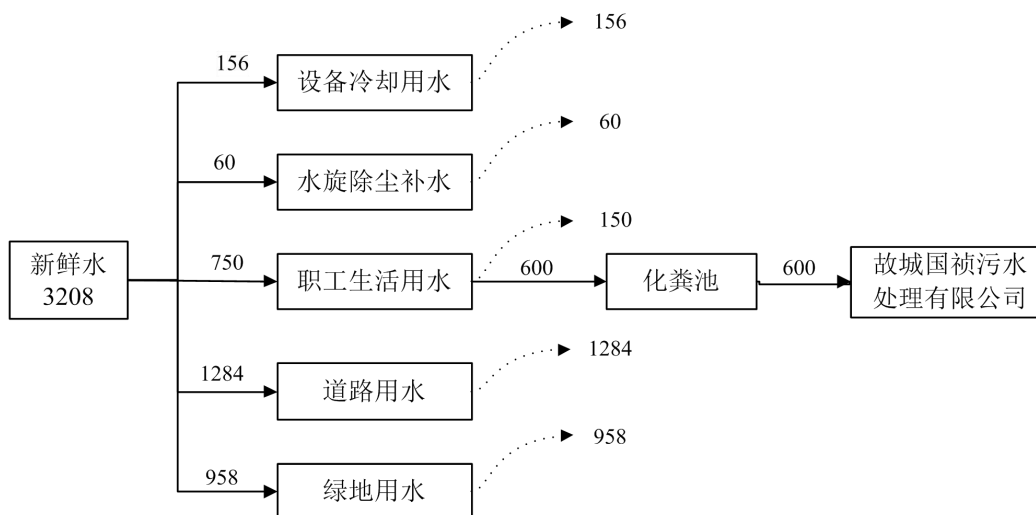 156
156
设备冷却用水
60
60
水旋除尘补水
150
新鲜水
3208
750
职工生活用水
600
化粪池
600
故城国祯污水
处理有限公司
1284
1284
道路用水
958
958
绿地用水